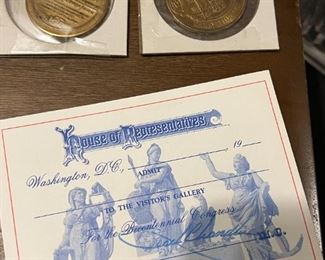 House of Representatives
Washington, D.C., 19
ADMIT
TO THE VISITOR'S GALLERY
For the Bicentennial Congress
M.C.